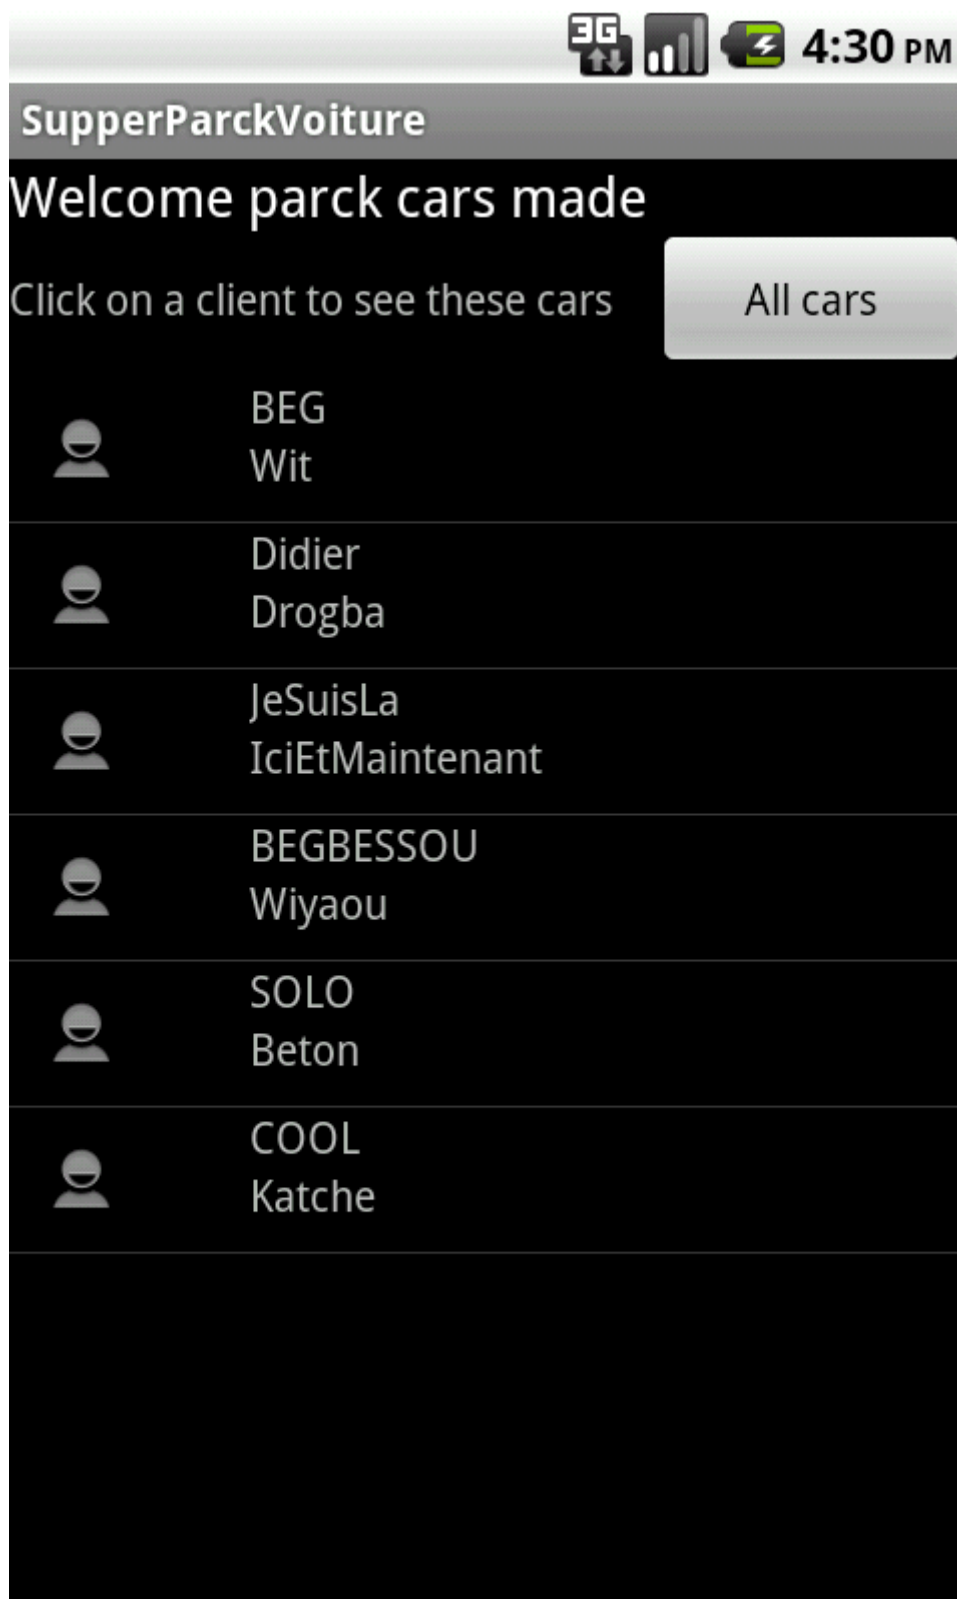 3G 4:30 PM
SupperParckVoiture
Welcome parck cars made
Click on a client to see these cars
All cars
BEG
Wit
Didier
Drogba
JeSuisLa
IciEtMaintenant
BEGBESSOU
Wiyaou
SOLO
Beton
COOL
Katche